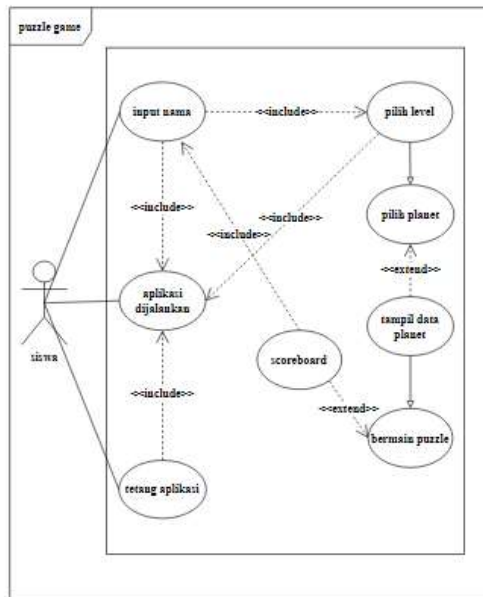 puzzle game
input nama
<<include>>
pilih level
<<include>>
<<include>>
<<include>>
pilih planet
<<extend>>
aplikasi
dijalankan
tampil data
planet
siswa
scoreboard
<<include>>
<<extend>>
bermain puzzle
tetang aplikasi